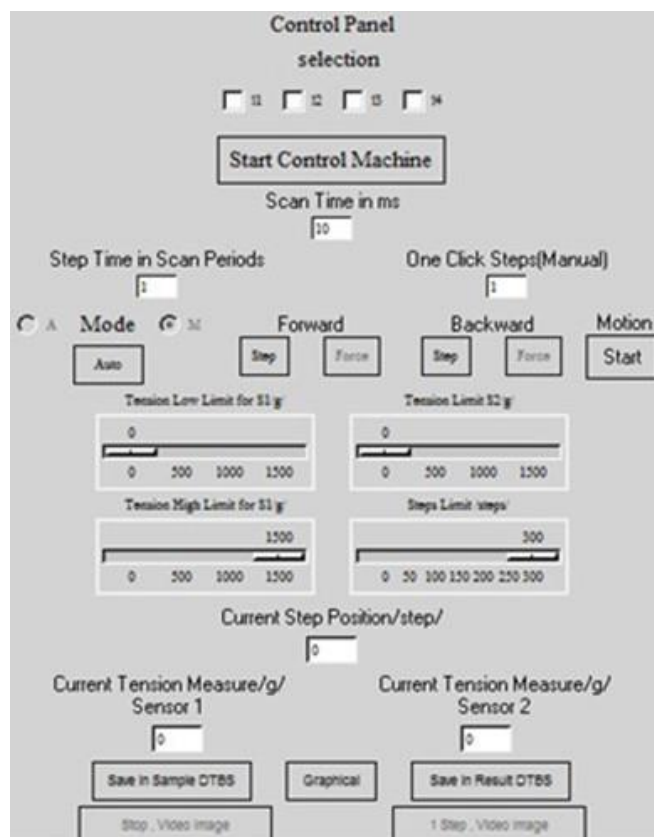 Control Panel
selection
t1 t2 t3 t4
Start Control Machine
Scan Time in ms
10
Step Time in Scan Periods One Click Steps(Manual)
1 1
A Mode M Forward Backward Motion
Auto Step Force Step Force Start
Tension Low Limit for S1/g/ Tension Limit S2/g/
0 0
0 500 1000 1500 0 500 1000 1500
Tension High Limit for S1/g/ Steps Limit /steps/
1500 300
0 500 1000 1500 0 50 100 150 200 250 300
Current Step Position/step/
0
Current Tension Measure/g/ Current Tension Measure/g/
Sensor 1 Sensor 2
0 0
Save in Sample DTBS Graphical Save in Result DTBS
Stop , Video Image 1 Step , Video Image